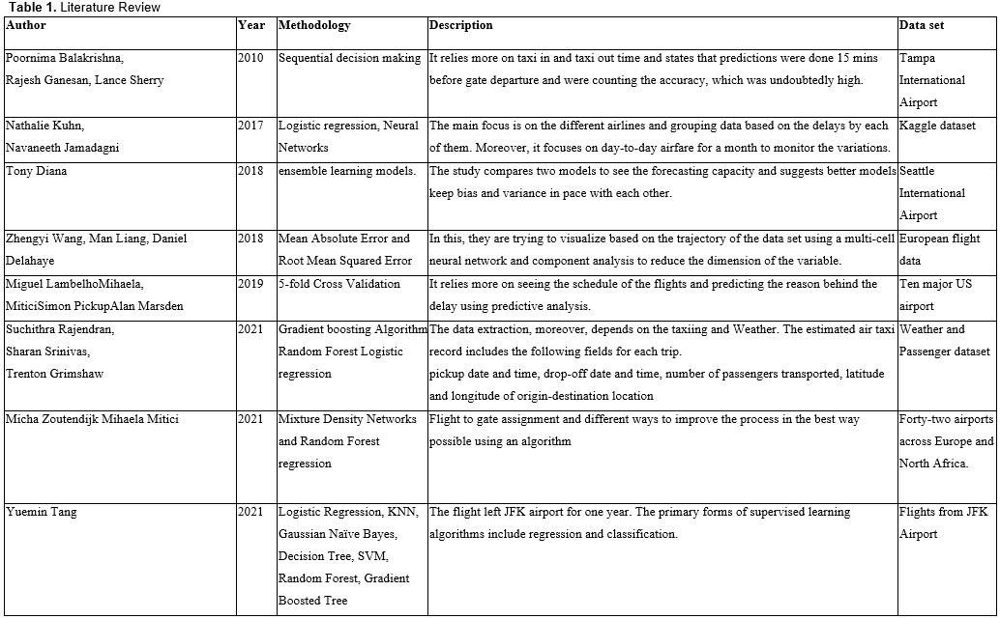 Table 1. Literature Review
Author Year Methodology Description Data set
Poornima Balakrishna, 2010 Sequential decision making It relies more on taxi in and taxi out time and states that predictions were done 15 mins Tampa
Rajesh Ganesan, Lance Sherry before gate departure and were counting the accuracy, which was undoubtedly high. International
Airport
Nathalie Kuhn, 2017 Logistic regression, Neural The main focus is on the different airlines and grouping data based on the delays by each Kaggle dataset
Navaneeth Jamadagni Networks of them. Moreover, it focuses on day-to-day airfare for a month to monitor the variations.
Tony Diana 2018 ensemble learning models. The study compares two models to see the forecasting capacity and suggests better models Seattle
keep bias and variance in pace with each other. International
Airport
Zhengyi Wang, Man Liang, Daniel 2018 Mean Absolute Error and In this, they are trying to visualize based on the trajectory of the data set using a multi-cell European flight
Delahaye Root Mean Squared Error neural network and component analysis to reduce the dimension of the variable. data
Miguel LambelhoMihaela, 2019 5-fold Cross Validation It relies more on seeing the schedule of the flights and predicting the reason behind the Ten major US
MiticiSimon PickupAlan Marsden delay using predictive analysis. airport
Suchithra Rajendran, 2021 Gradient boosting Algorithm The data extraction, moreover, depends on the taxiing and Weather. The estimated air taxi Weather and
Sharan Srinivas, Random Forest Logistic record includes the following fields for each trip. Passenger dataset
Trenton Grimshaw regression pickup date and time, drop-off date and time, number of passengers transported, latitude
and longitude of origin-destination location
Micha Zoutendijk Mihaela Mitici 2021 Mixture Density Networks Flight to gate assignment and different ways to improve the process in the best way Forty-two airports
and Random Forest possible using an algorithm across Europe and
regression North Africa.
Yuemin Tang 2021 Logistic Regression, KNN, The flight left JFK airport for one year. The primary forms of supervised learning Flights from JFK
Gaussian Naïve Bayes, algorithms include regression and classification. Airport
Decision Tree, SVM,
Random Forest, Gradient
Boosted Tree